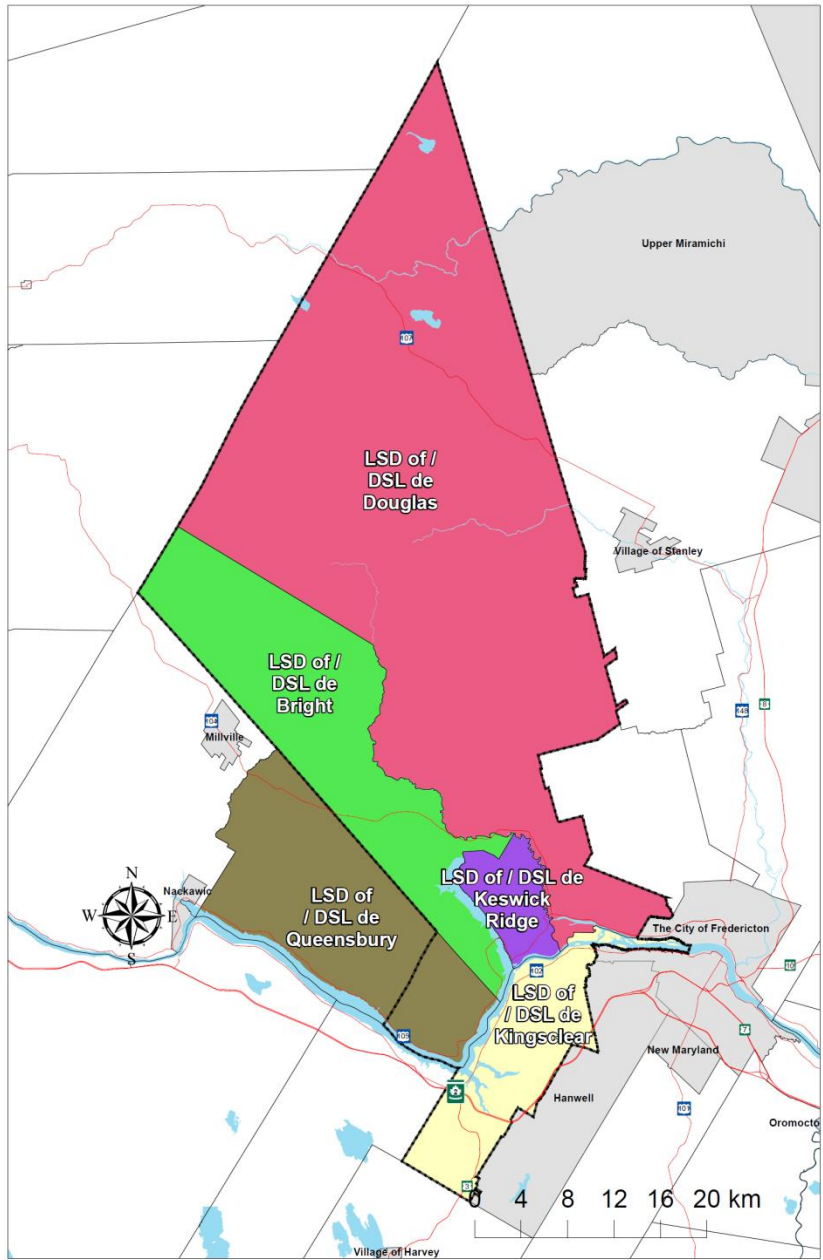 Upper Miramichi
107
LSD of /
DSL de
Douglas
Village of Stanley
LSD of /
DSL de
Bright
148
8
104
Millville
LSD of / DSL de
Keswick
Ridge
N
W E
S
Nackawic
LSD of
/ DSL de
Queensbury
The City of Fredericton
10
102
LSD of
/ DSL de
Kingsclear
7
105
New Maryland
Hanwell
101
Oromocto
3
0 4 8 12 16 20 km
Village of Harvey